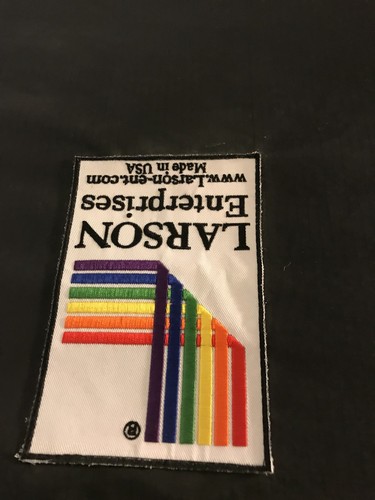 ®
LARSON
Enterprises
www.Larson-ent.com
Made in USA